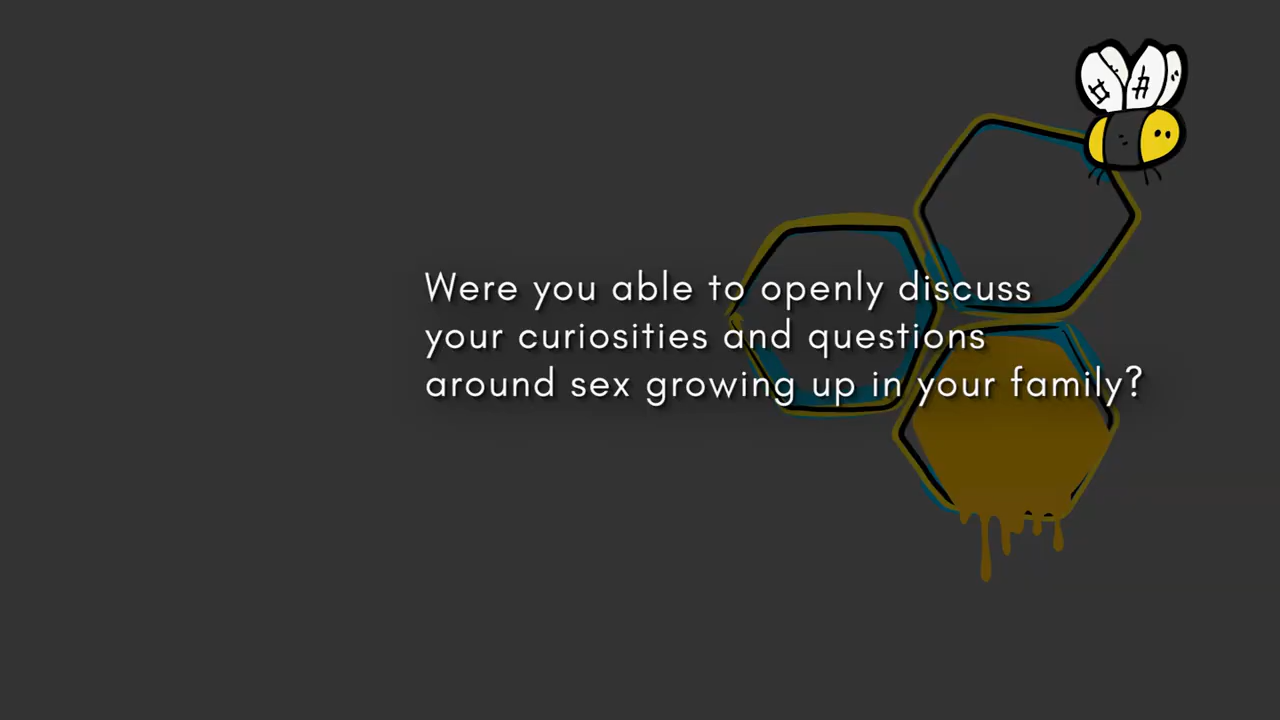 Were you able to openly discuss
your curiosities and questions
around sex growing up in your family?